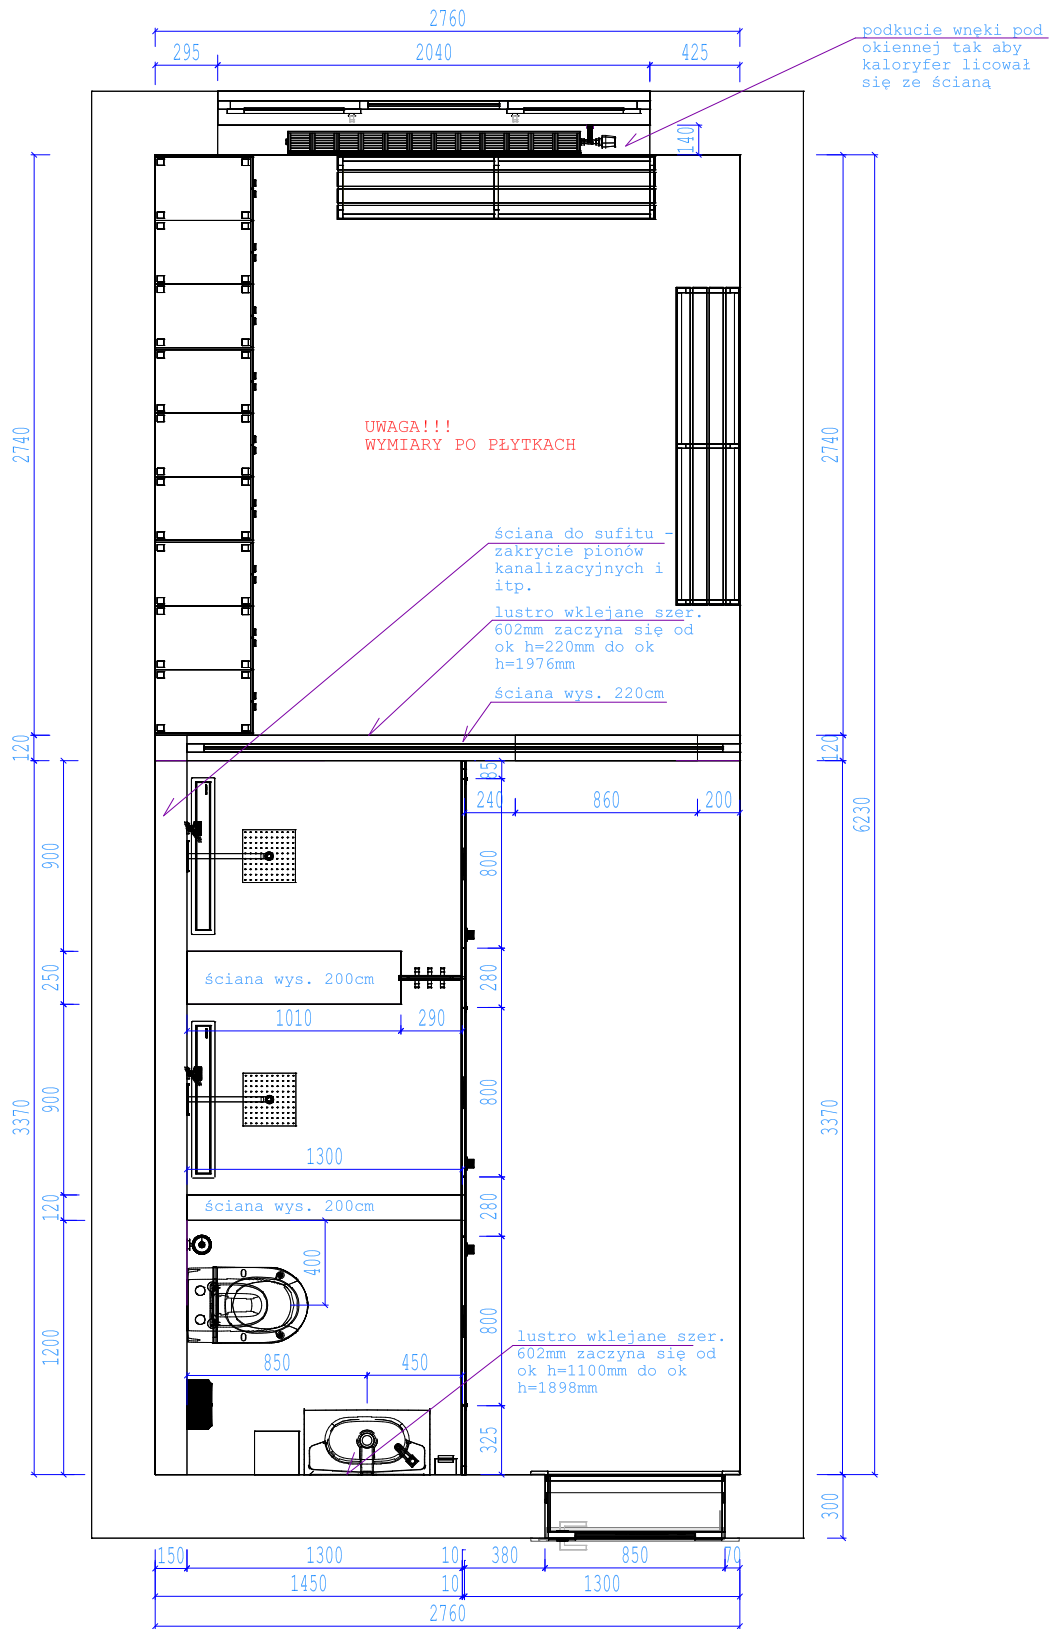 2760
295
2040
425
podkucie wnęki pod
okiennej tak aby
kaloryfer licował
się ze ścianą
140
UWAGA!!!
WYMIARY PO PŁYTKACH
2740
2740
ściana do sufitu -
zakrycie pionów
kanalizacyjnych i
itp.
lustro wklejane szer.
602mm zaczyna się od
ok h=220mm do ok
h=1976mm
ściana wys. 220cm
120
120
85
240
860
200
6230
900
800
250
ściana wys. 200cm
280
1010
290
900
800
3370
3370
1300
120
ściana wys. 200cm
280
400
1200
800
lustro wklejane szer.
602mm zaczyna się od
ok h=1100mm do ok
h=1898mm
850
450
325
300
150
1300
10
380
850
70
1450
10
1300
2760